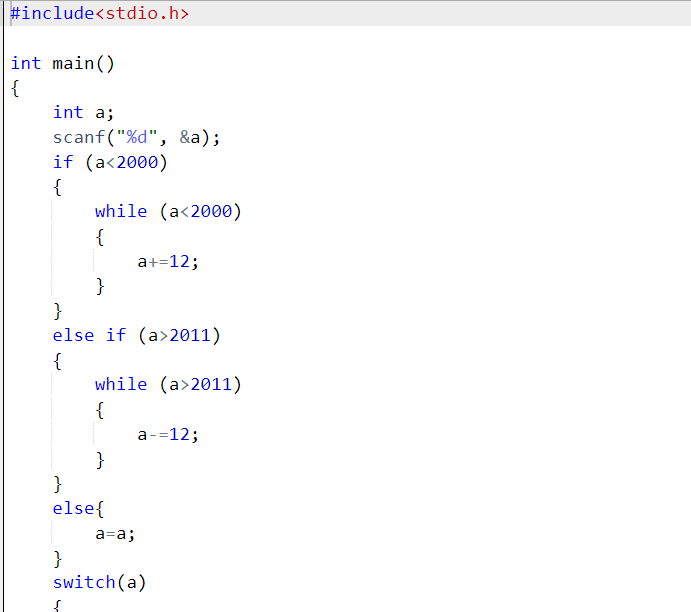 #include<stdio.h>
int main()
{
    int a;
    scanf("%d", &a);
    if (a<2000)
    {
        while (a<2000)
        {
            a+=12;
        }
    }
    else if (a>2011)
    {
        while (a>2011)
        {
            a-=12;
        }
    }
    else{
        a=a;
    }
    switch(a)
    {